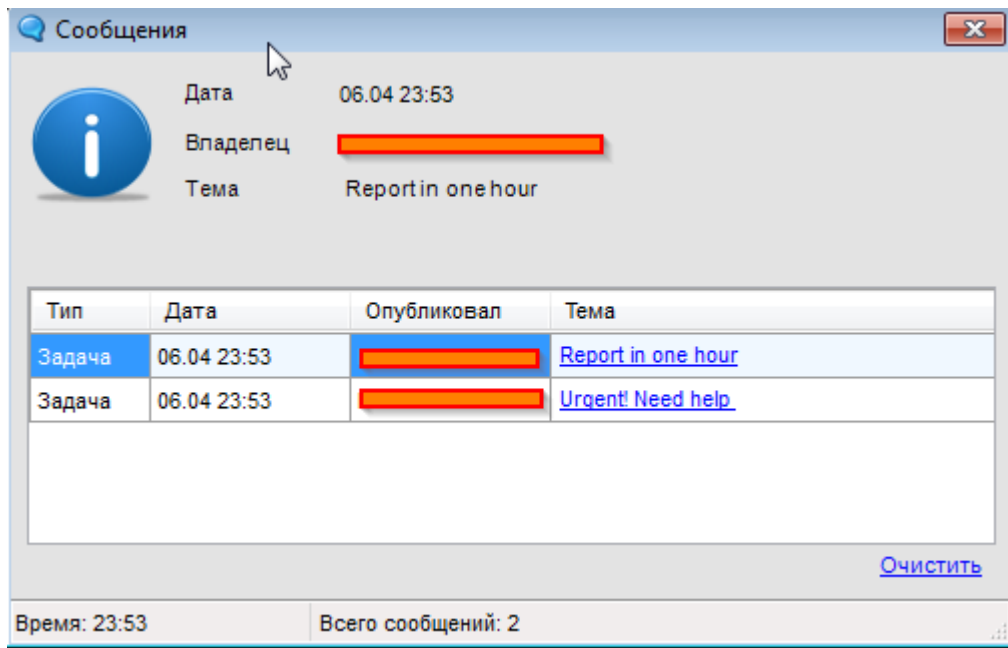 Сообщения
Дата 06.04 23:53
Владелец
Тема Report in one hour
Тип Дата Опубликовал Тема
Задача 06.04 23:53 Report in one hour
Задача 06.04 23:53 Urgent! Need help
Очистить
Время: 23:53 Всего сообщений: 2